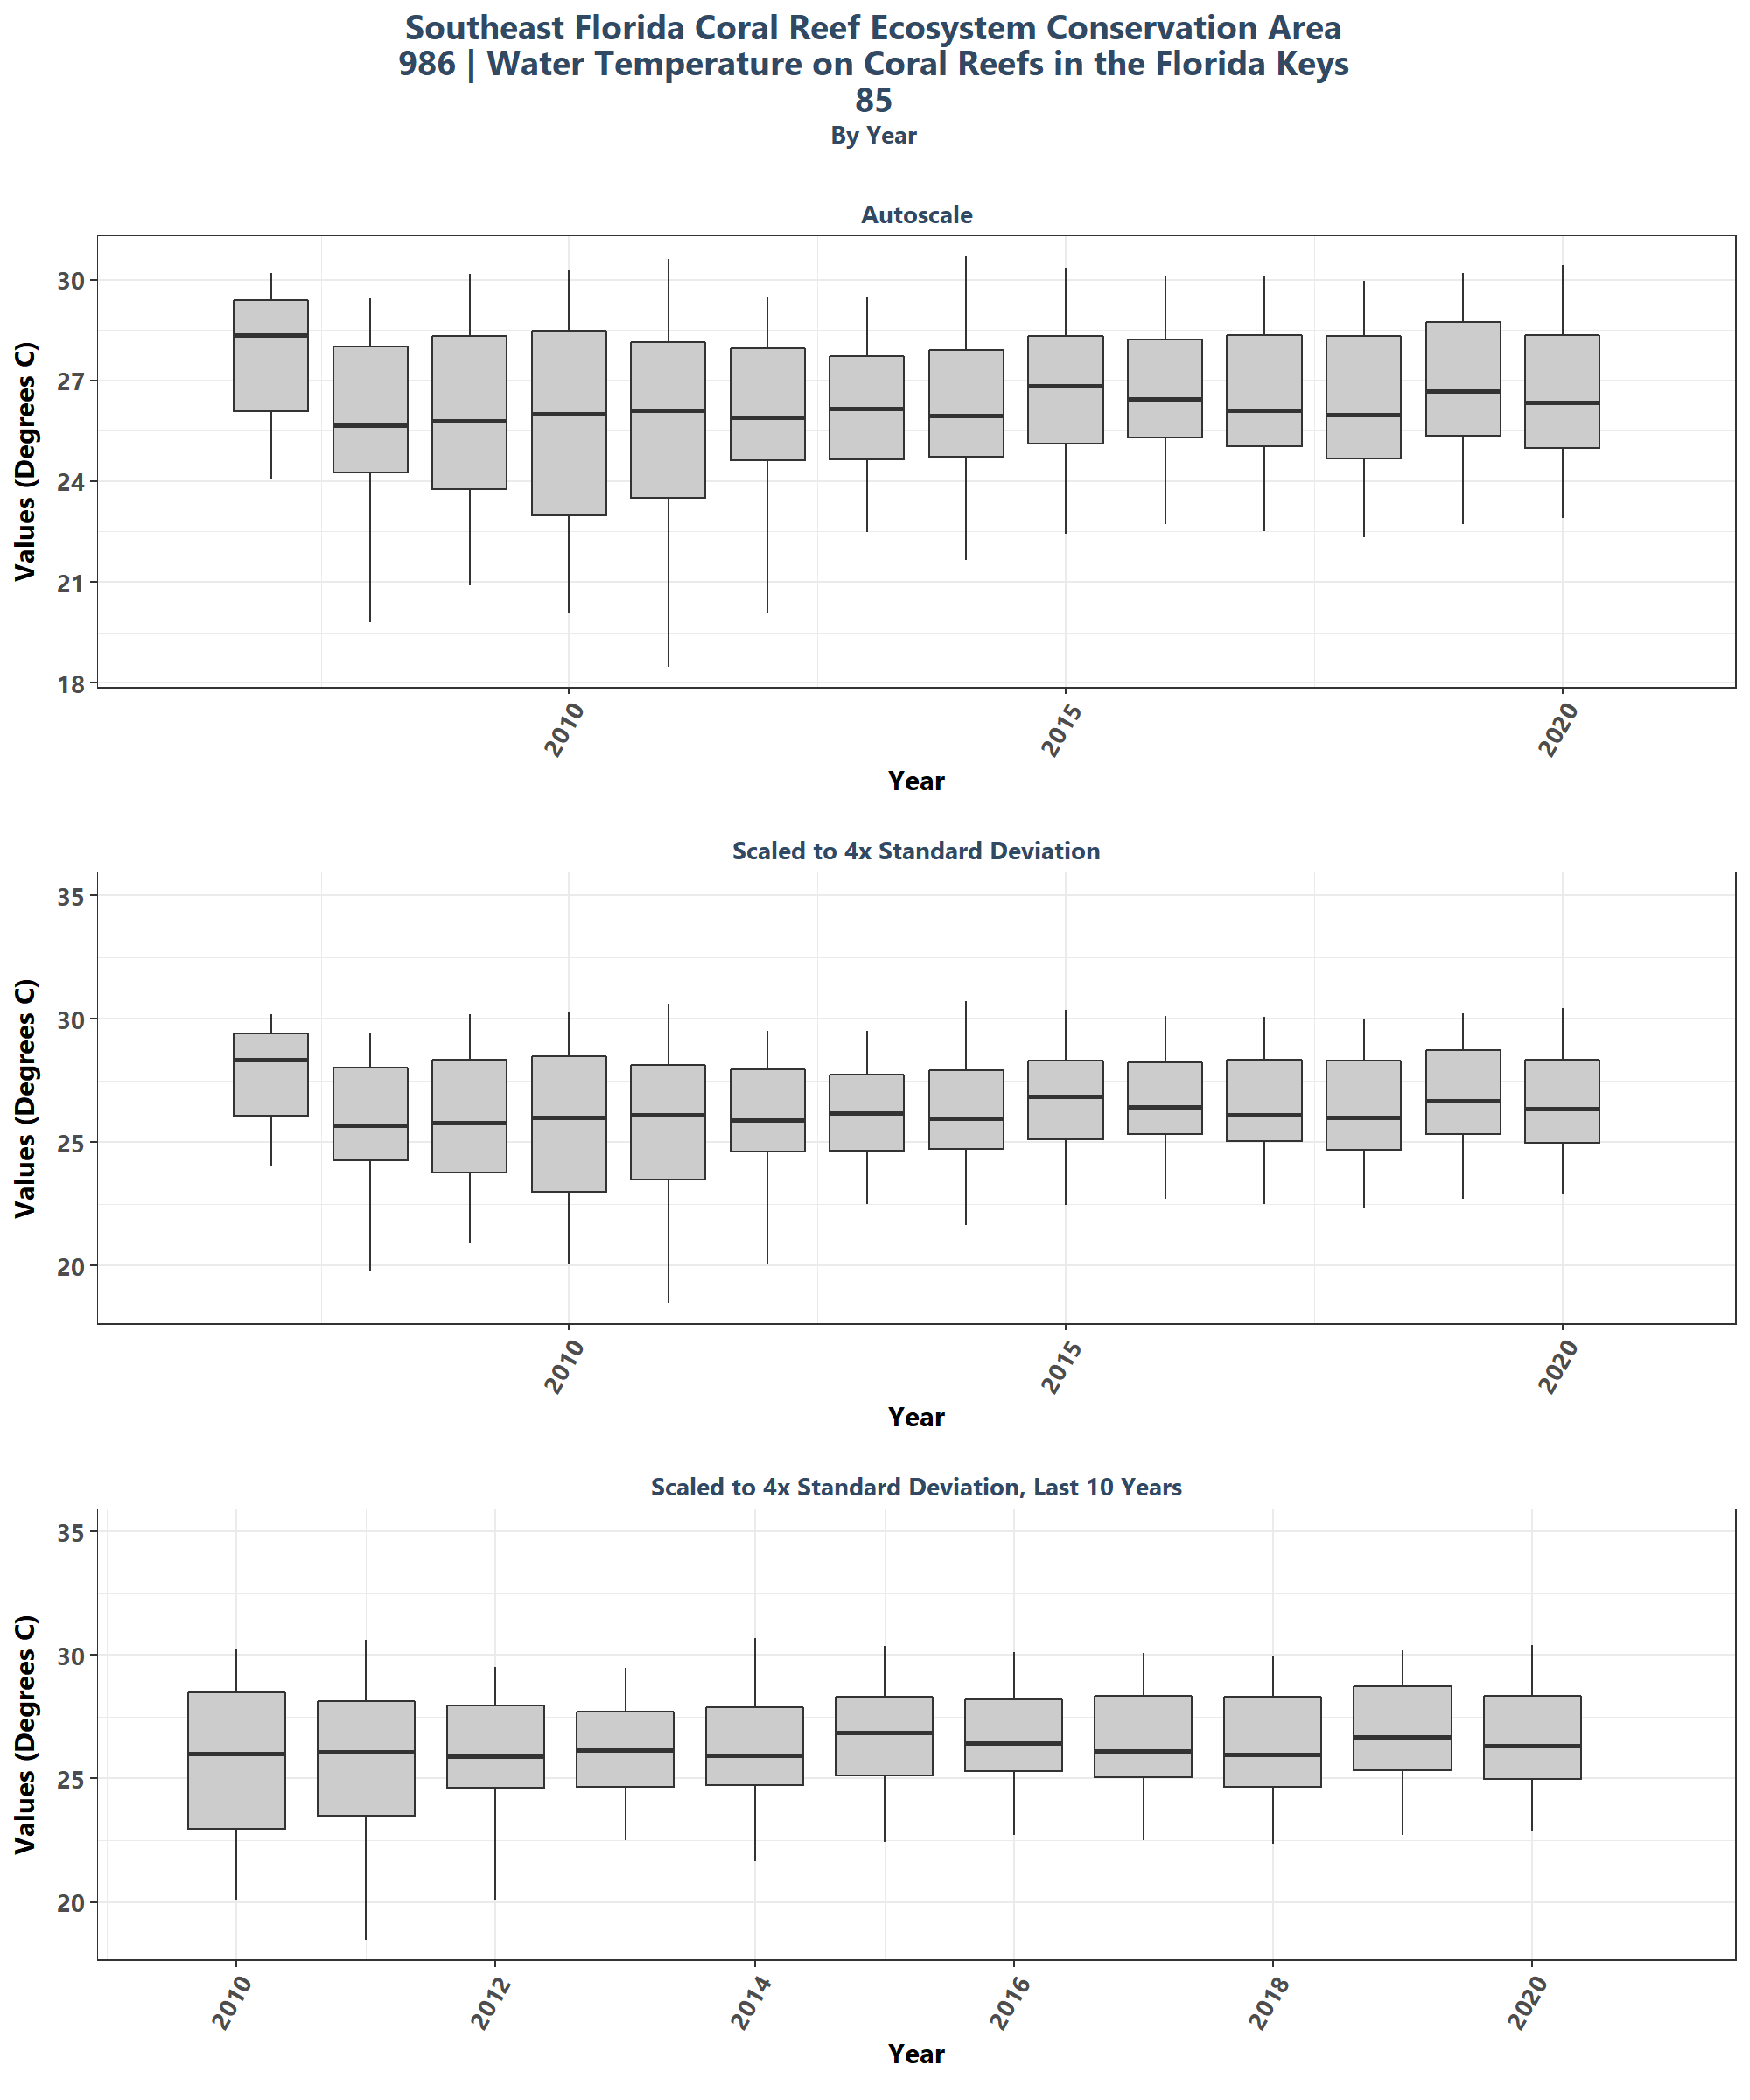 Southeast Florida Coral Reef Ecosystem Conservation Area
986 | Water Temperature on Coral Reefs in the Florida Keys
85
By Year
Autoscale
Values (Degrees C)
30
27
24
21
18
2010
2015
2020
Year
Scaled to 4x Standard Deviation
Values (Degrees C)
35
30
25
20
2010
2015
2020
Year
Scaled to 4x Standard Deviation, Last 10 Years
Values (Degrees C)
35
30
25
20
2010
2012
2014
2016
2018
2020
Year